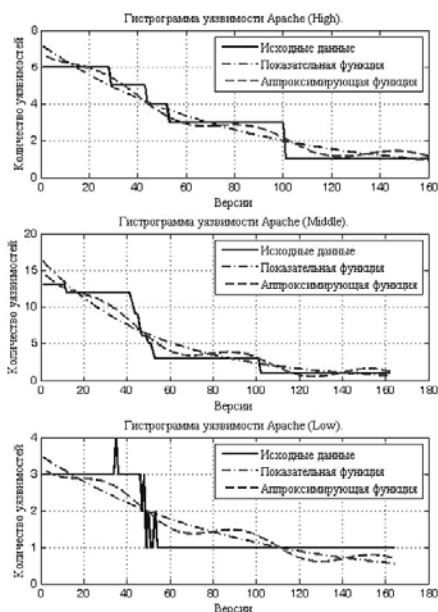 Гистрограмма уязвимости Apache (High).
Количество уязвимостей
8
6
4
2
0
Исходные данные
Показательная функция
Аппроксимирующая функция
0 20 40 60 80 100 120 140 160
Версии
Гистрограмма уязвимости Apache (Middle).
Количество уязвимостей
20
15
10
5
0
Исходные данные
Показательная функция
Аппроксимирующая функция
0 20 40 60 80 100 120 140 160 180
Версии
Гистрограмма уязвимости Apache (Low).
Количество уязвимостей
4
3
2
1
0
Исходные данные
Показательная функция
Аппроксимирующая функция
0 20 40 60 80 100 120 140 160 180
Версии